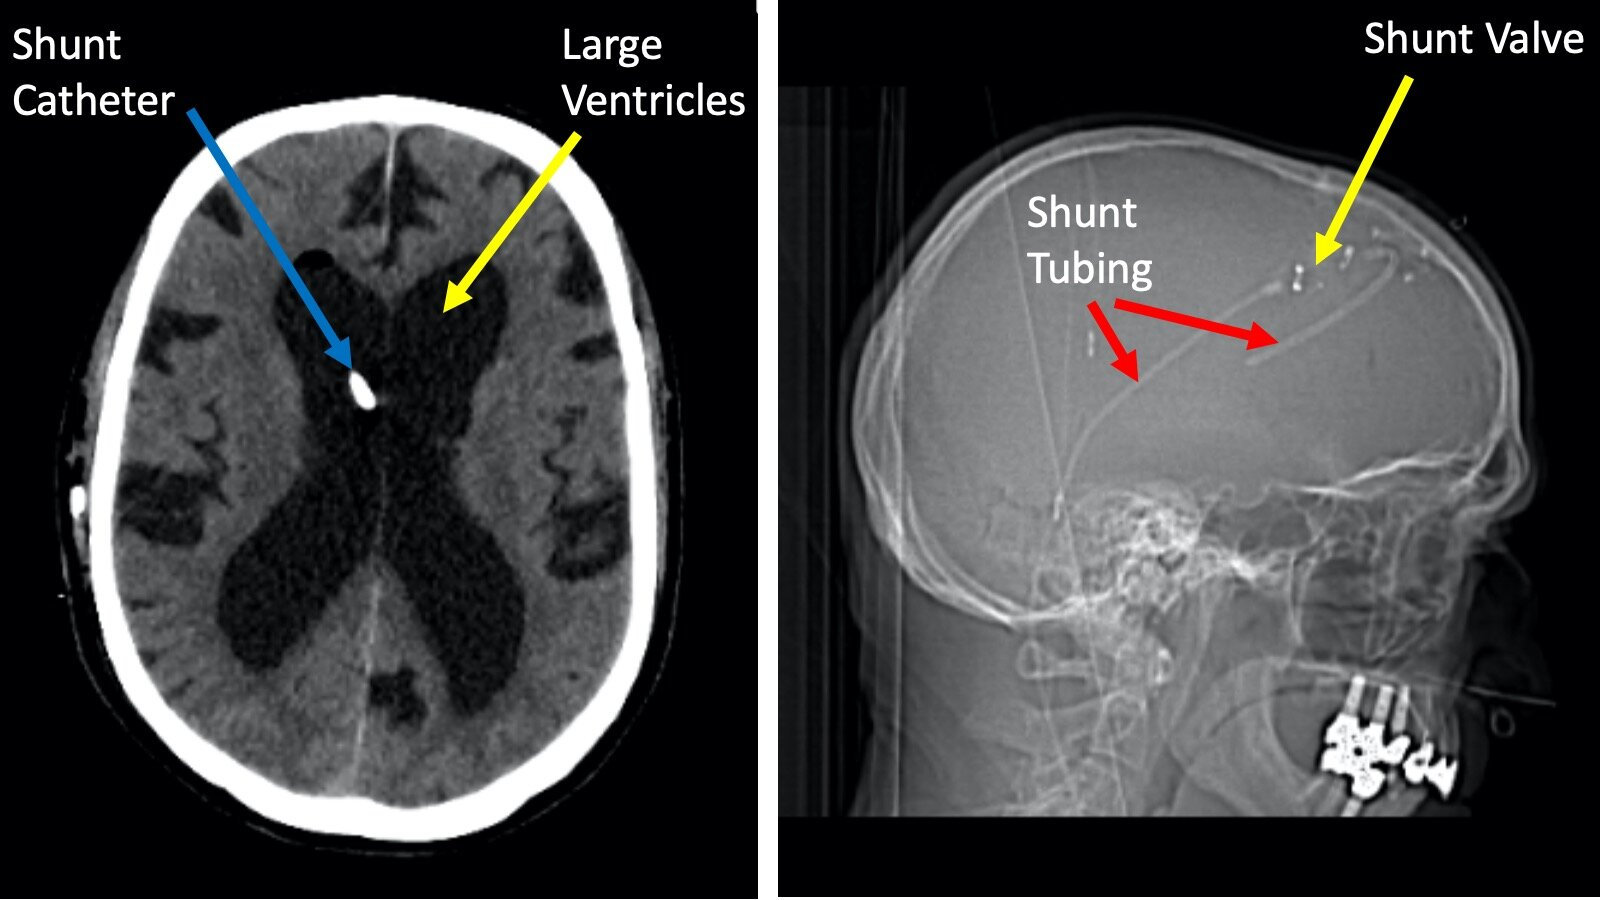 Shunt
Catheter
Large
Ventricles
Shunt Valve
Shunt
Tubing